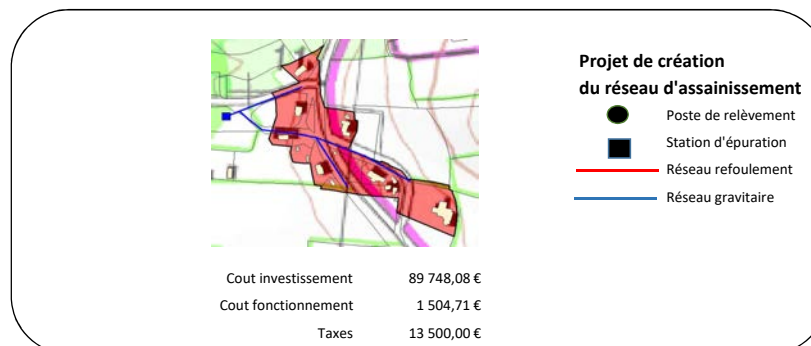 11
Projet de création
du réseau d'assainissement
Poste de relèvement
Station d'épuration
Réseau refoulement
Réseau gravitaire
Cout investissement 89 748,08 €
Cout fonctionnement 1 504,71 €
Taxes 13 500,00 €